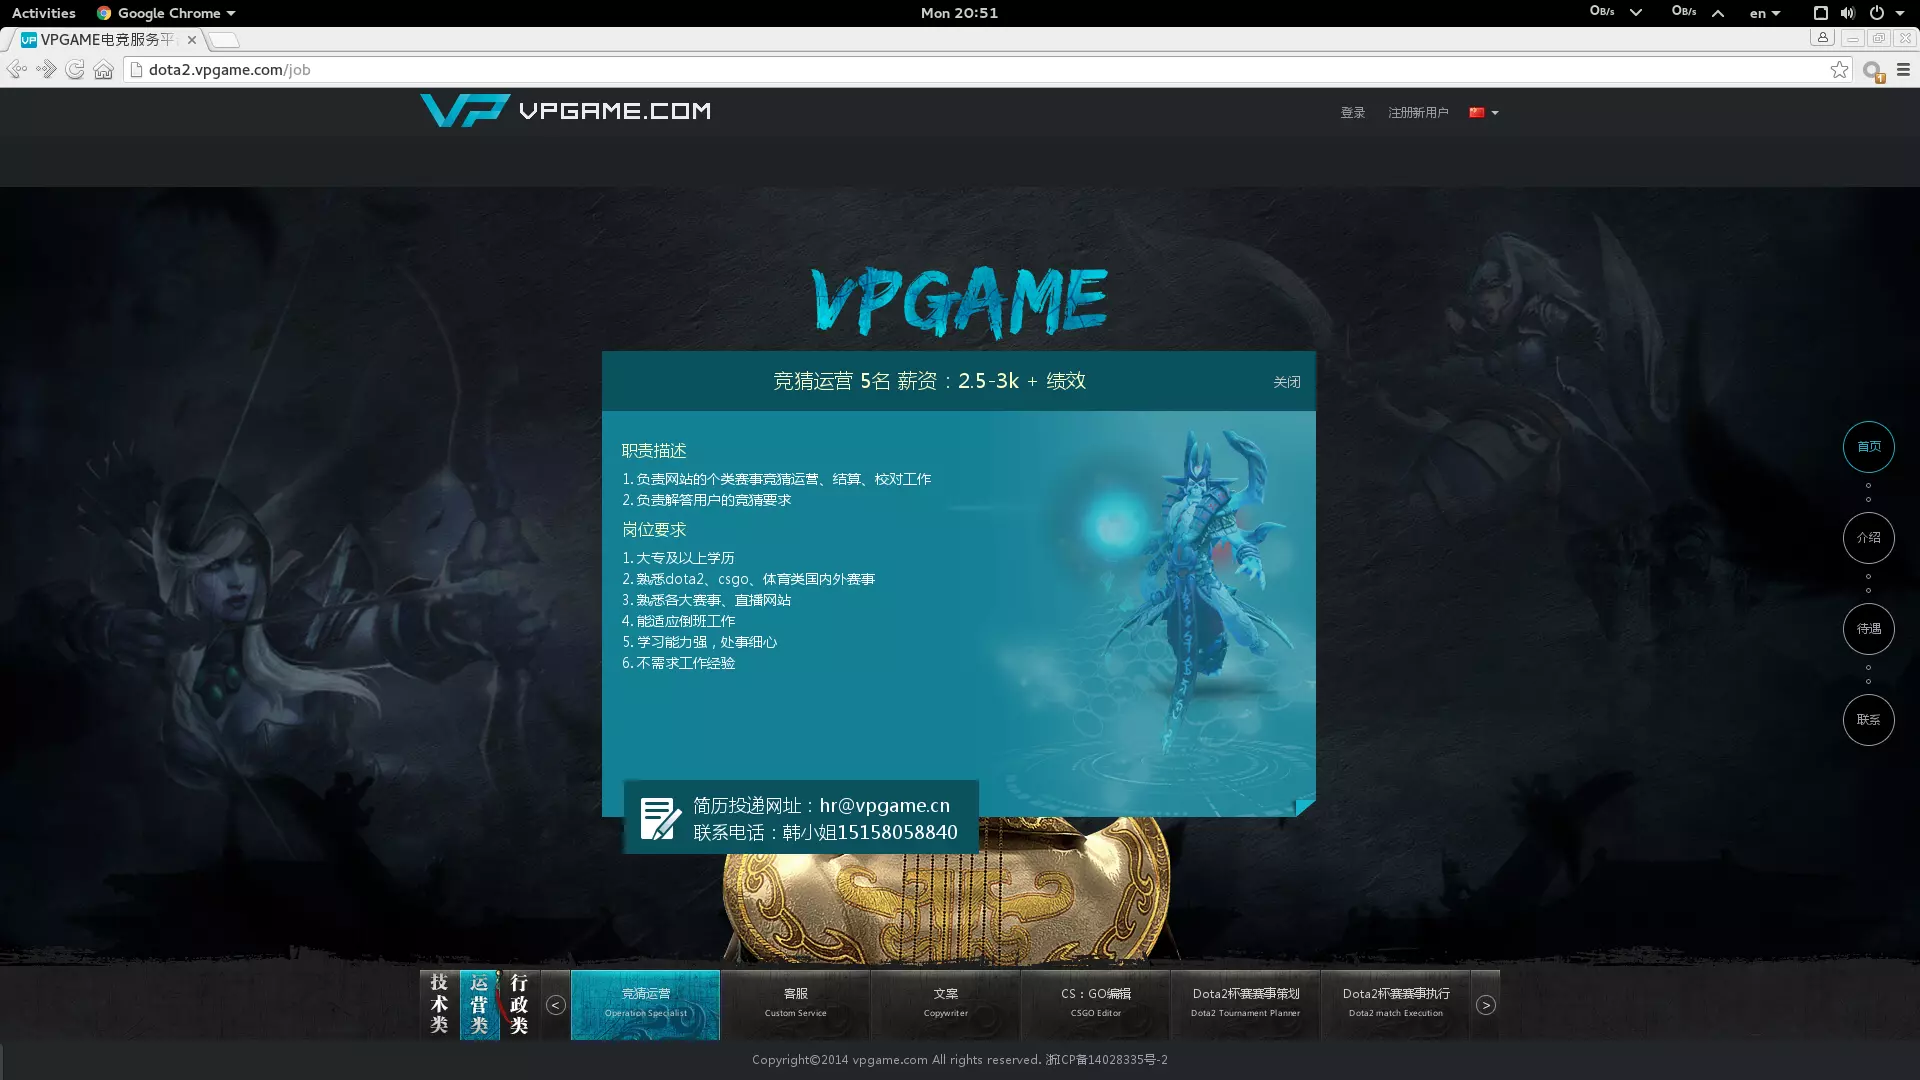 Activities
Google Chrome
Mon 20:51
0B/s
0B/s
en
VPGAME电竞服务平
dota2.vpgame.com/job
VP VPGAME.COM
登录
注册新用户
VPGAME
竞猜运营 5名 薪资：2.5-3k + 绩效
关闭
职责描述
1. 负责网站的个类赛事竞猜运营、结算、校对工作
2. 负责解答用户的竞猜要求
岗位要求
1. 大专及以上学历
2. 熟悉dota2、csgo、体育类国内外赛事
3. 熟悉各大赛事、直播网站
4. 能适应倒班工作
5. 学习能力强，处事细心
6. 不需求工作经验
简历投递网址：hr@vpgame.cn
联系电话：韩小姐15158058840
首页
介绍
待遇
联系
技术类
运营类
行政类
<
竞猜运营
Operation Specialist
客服
Custom Service
文案
Copywriter
CS：GO编辑
CSGO Editor
Dota2杯赛赛事策划
Dota2 Tournament Planner
Dota2杯赛赛事执行
Dota2 match Execution
>
Copyright©2014 vpgame.com All rights reserved. 浙ICP备14028335号-2